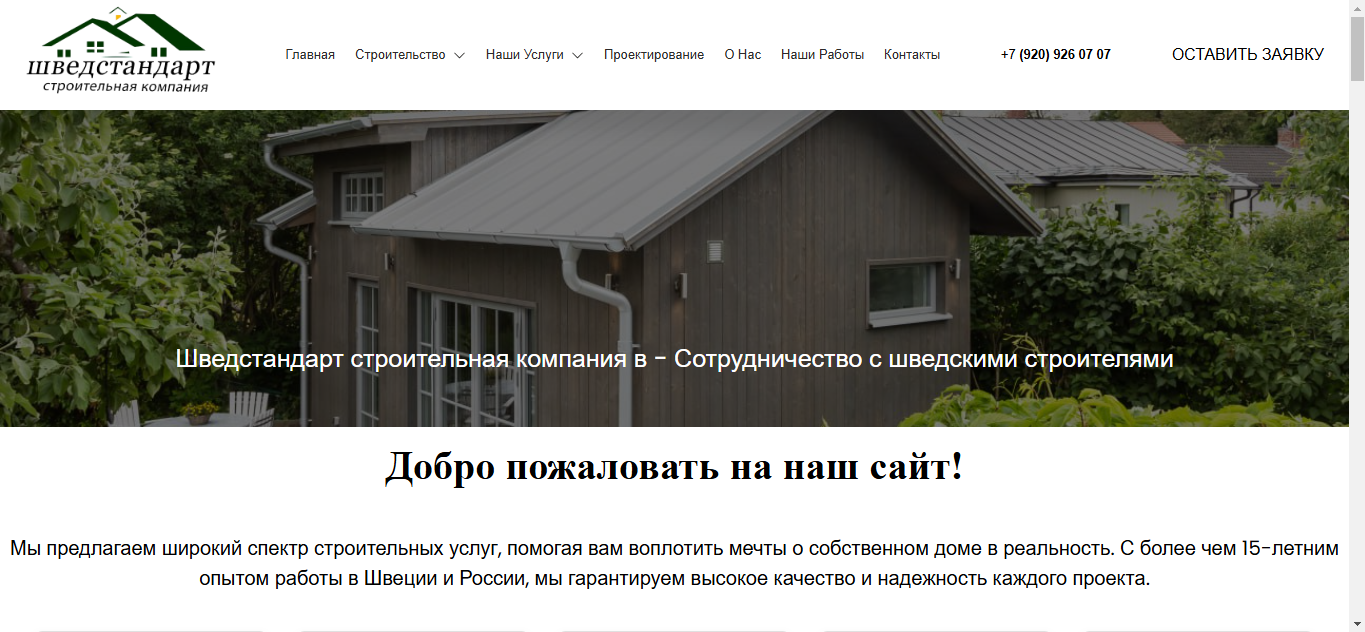 шведстандарт
строительная компания
Главная
Строительство
Наши Услуги
Проектирование
О Нас
Наши Работы
Контакты
+7 (920) 926 07 07
ОСТАВИТЬ ЗАЯВКУ
Шведстандарт строительная компания в - Сотрудничество с шведскими строителями
Добро пожаловать на наш сайт!
Мы предлагаем широкий спектр строительных услуг, помогая вам воплотить мечты о собственном доме в реальность. С более чем 15-летним
опытом работы в Швеции и России, мы гарантируем высокое качество и надежность каждого проекта.